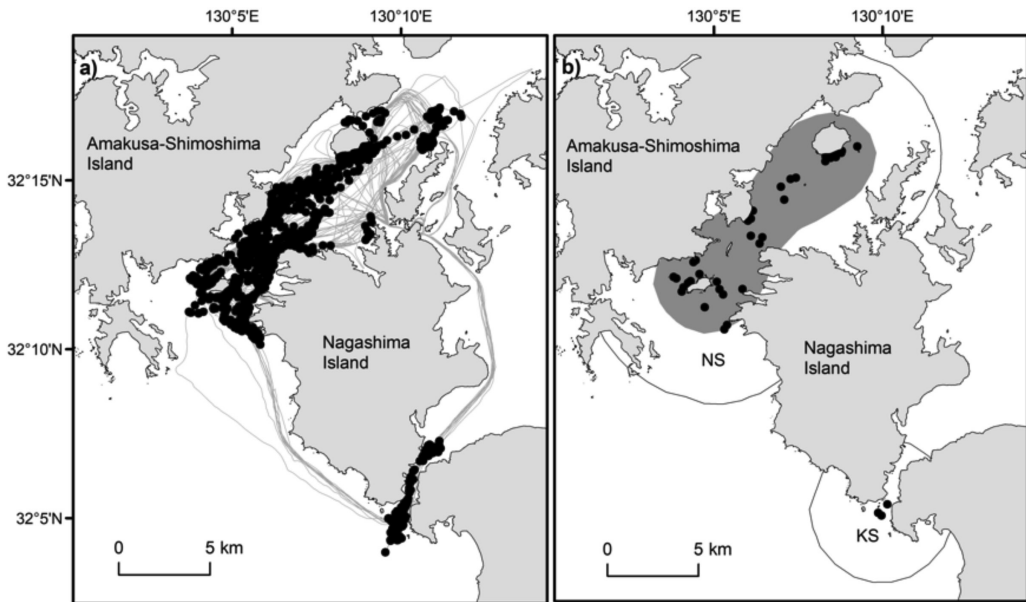 130°5'E 130°10'E 130°5'E 130°10'E
a) b)
Amakusa-Shimoshima
Island
Amakusa-Shimoshima
Island
32°15'N
32°10'N
32°5'N
Nagashima
Island
NS
Nagashima
Island
KS
0 5 km
0 5 km